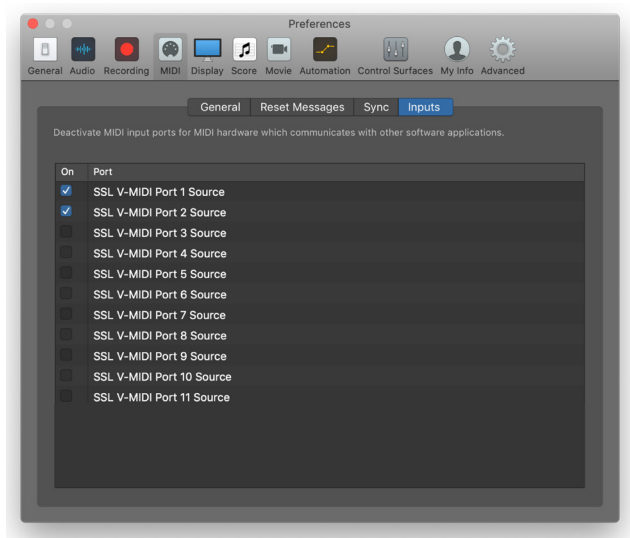 Preferences
General Audio Recording MIDI Display Score Movie Automation Control Surfaces My Info Advanced
General Reset Messages Sync Inputs
Deactivate MIDI input ports for MIDI hardware which communicates with other software applications.
On Port
SSL V-MIDI Port 1 Source
SSL V-MIDI Port 2 Source
SSL V-MIDI Port 3 Source
SSL V-MIDI Port 4 Source
SSL V-MIDI Port 5 Source
SSL V-MIDI Port 6 Source
SSL V-MIDI Port 7 Source
SSL V-MIDI Port 8 Source
SSL V-MIDI Port 9 Source
SSL V-MIDI Port 10 Source
SSL V-MIDI Port 11 Source